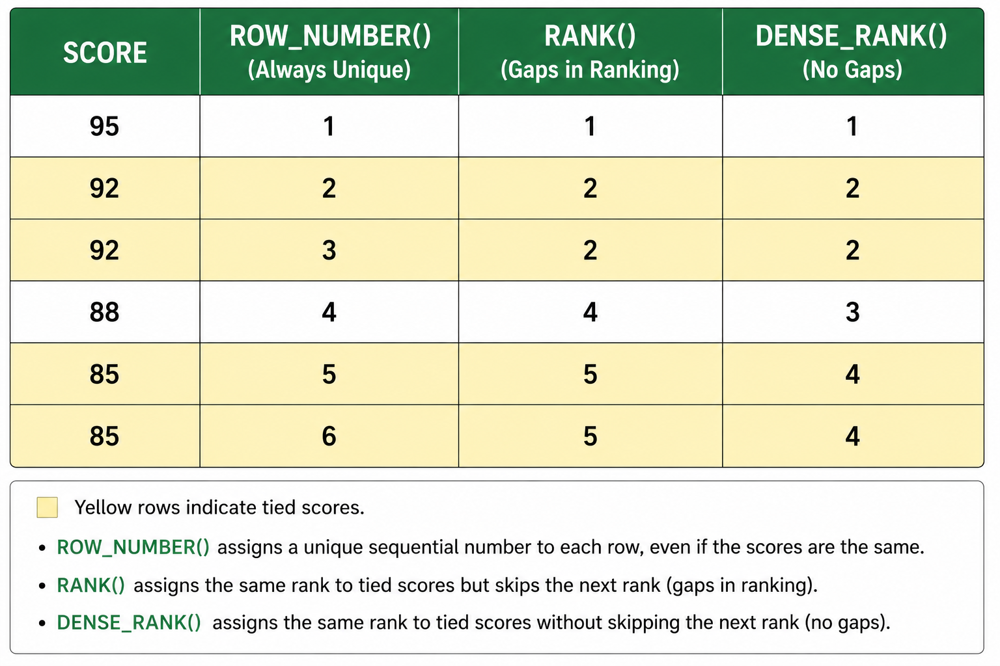 SCORE
ROW_NUMBER()
(Always Unique)
RANK()
(Gaps in Ranking)
DENSE_RANK()
(No Gaps)
95 1 1 1
92 2 2 2
92 3 2 2
88 4 4 3
85 5 5 4
85 6 5 4
Yellow rows indicate tied scores.
• ROW_NUMBER() assigns a unique sequential number to each row, even if the scores are the same.
• RANK() assigns the same rank to tied scores but skips the next rank (gaps in ranking).
• DENSE_RANK() assigns the same rank to tied scores without skipping the next rank (no gaps).